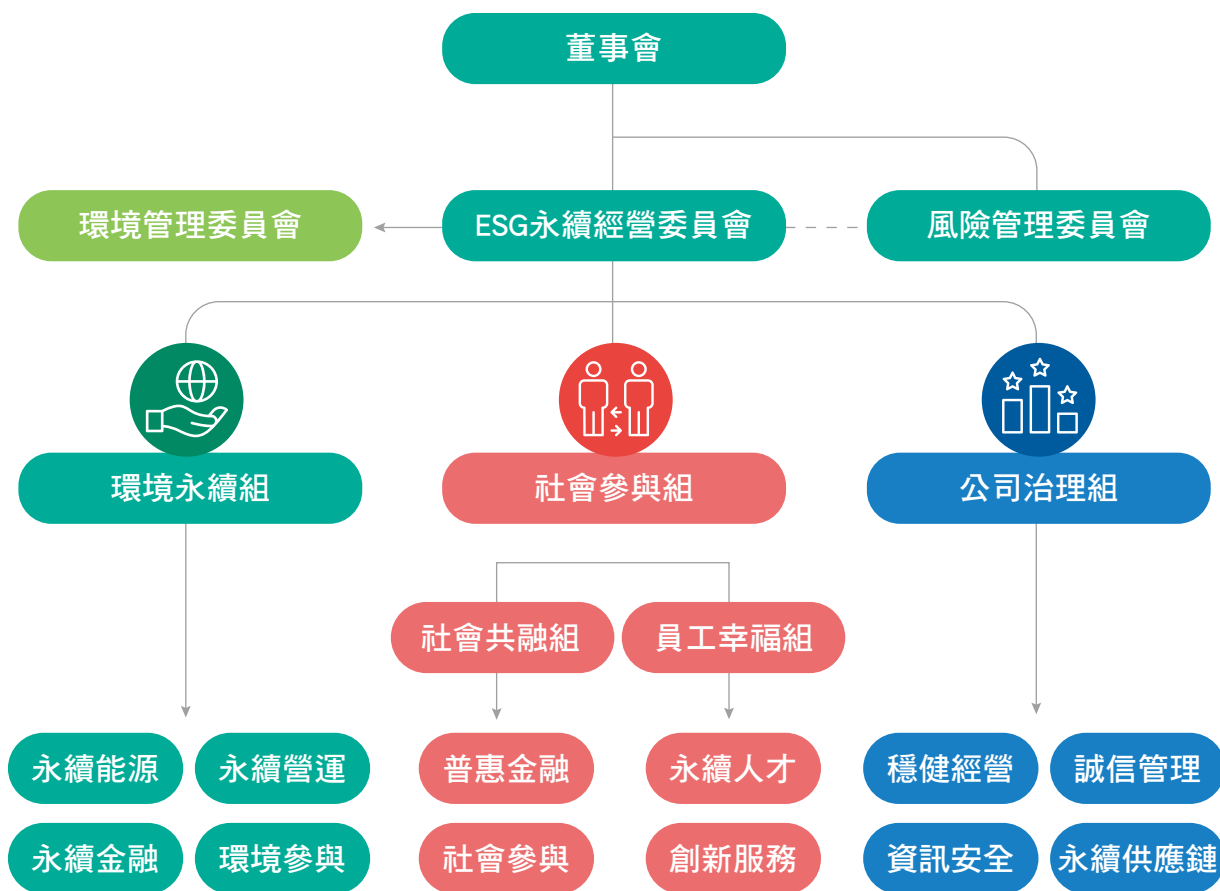 董事會
環境管理委員會
ESG永續經營委員會
風險管理委員會
環境永續組
社會參與組
公司治理組
社會共融組
員工幸福組
永續能源
永續營運
普惠金融
永續人才
穩健經營
誠信管理
永續金融
環境參與
社會參與
創新服務
資訊安全
永續供應鏈